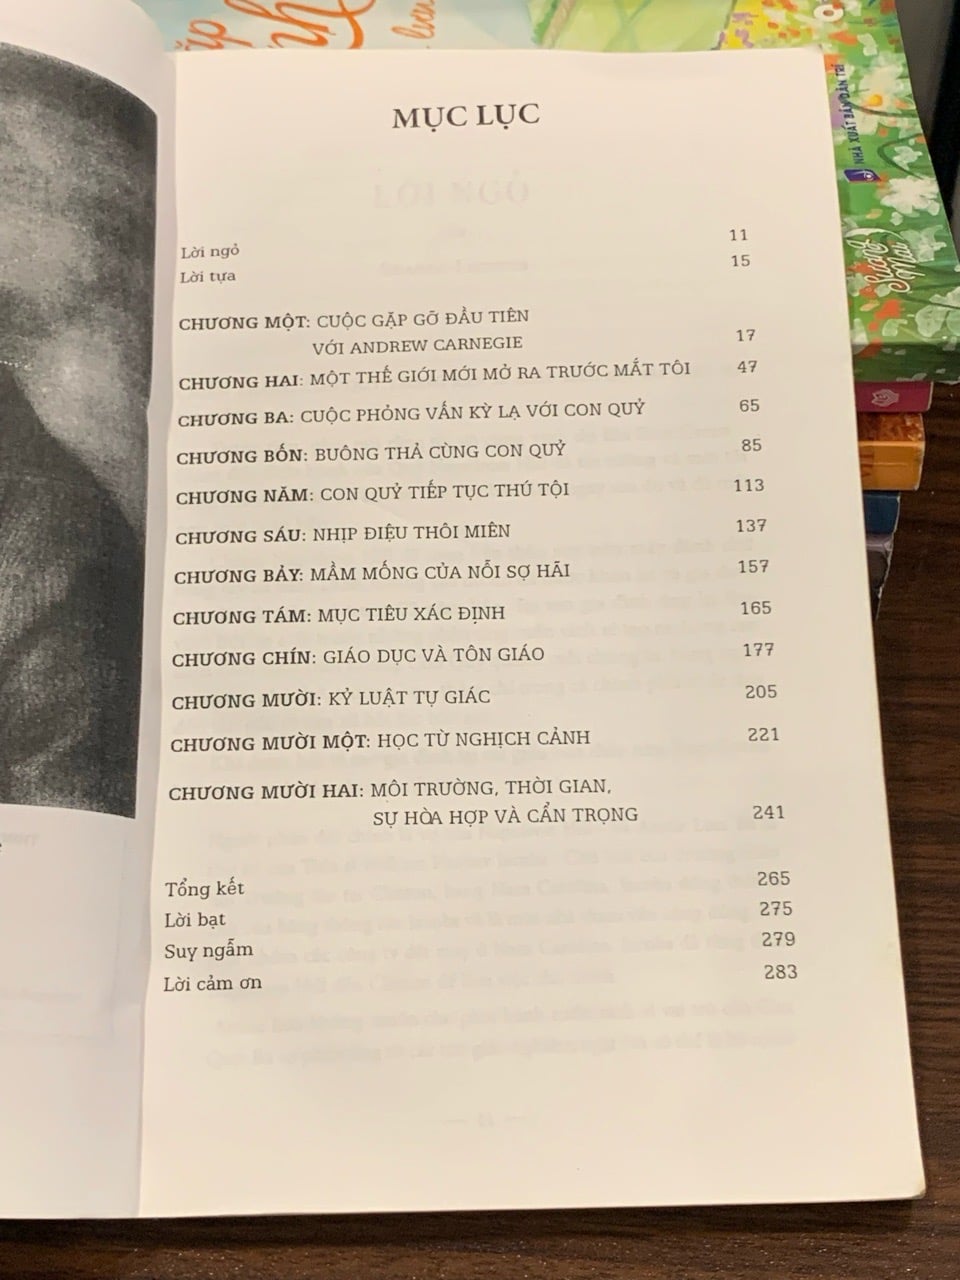 MỤC LỤC
Lời ngỏ 11
Lời tựa 15
CHƯƠNG MỘT: CUỘC GẶP GỠ ĐẦU TIÊN
VỚI ANDREW CARNEGIE 17
CHƯƠNG HAI: MỘT THẾ GIỚI MỚI MỞ RA TRƯỚC MẮT TÔI 47
CHƯƠNG BA: CUỘC PHỎNG VẤN KỲ LẠ VỚI CON QUỶ 65
CHƯƠNG BỐN: BUÔNG THẢ CÙNG CON QUỶ 85
CHƯƠNG NĂM: CON QUỶ TIẾP TỤC THÚ TỘI 113
CHƯƠNG SÁU: NHỊP ĐIỆU THÔI MIÊN 137
CHƯƠNG BẢY: MẦM MỐNG CỦA NỖI SỢ HÃI 157
CHƯƠNG TÁM: MỤC TIÊU XÁC ĐỊNH 165
CHƯƠNG CHÍN: GIÁO DỤC VÀ TÔN GIÁO 177
CHƯƠNG MƯỜI: KỶ LUẬT TỰ GIÁC 205
CHƯƠNG MƯỜI MỘT: HỌC TỪ NGHỊCH CẢNH 221
CHƯƠNG MƯỜI HAI: MÔI TRƯỜNG, THỜI GIAN,
SỰ HÒA HỢP VÀ CẨN TRỌNG 241
Tổng kết 265
Lời bạt 275
Suy ngẫm 279
Lời cảm ơn 283
NHÀ XUẤT BẢN DÂN TRÍ